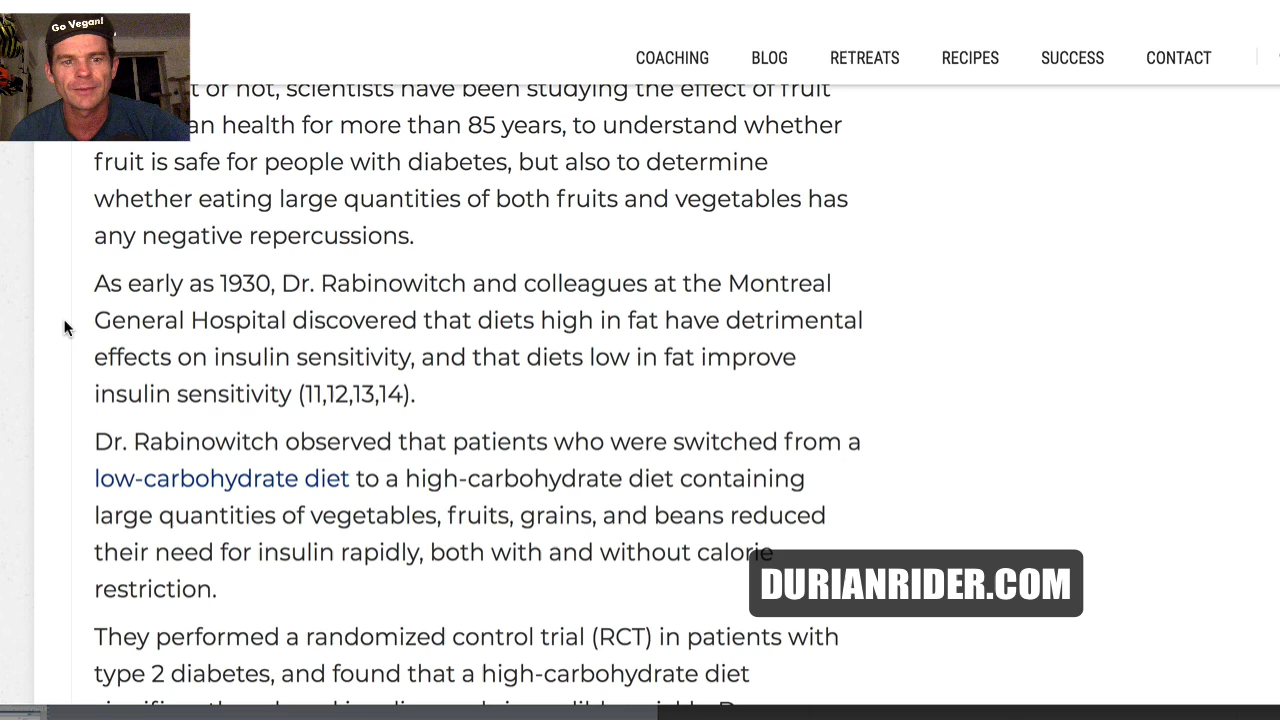 Go Vegan!
COACHING BLOG RETREATS RECIPES SUCCESS CONTACT
t or not, scientists have been studying the effect of fruit
an health for more than 85 years, to understand whether
fruit is safe for people with diabetes, but also to determine
whether eating large quantities of both fruits and vegetables has
any negative repercussions.
As early as 1930, Dr. Rabinowitch and colleagues at the Montreal
General Hospital discovered that diets high in fat have detrimental
effects on insulin sensitivity, and that diets low in fat improve
insulin sensitivity (11,12,13,14).
Dr. Rabinowitch observed that patients who were switched from a
low-carbohydrate diet to a high-carbohydrate diet containing
large quantities of vegetables, fruits, grains, and beans reduced
their need for insulin rapidly, both with and without calorie
restriction.
DURIANRIDER.COM
They performed a randomized control trial (RCT) in patients with
type 2 diabetes, and found that a high-carbohydrate diet